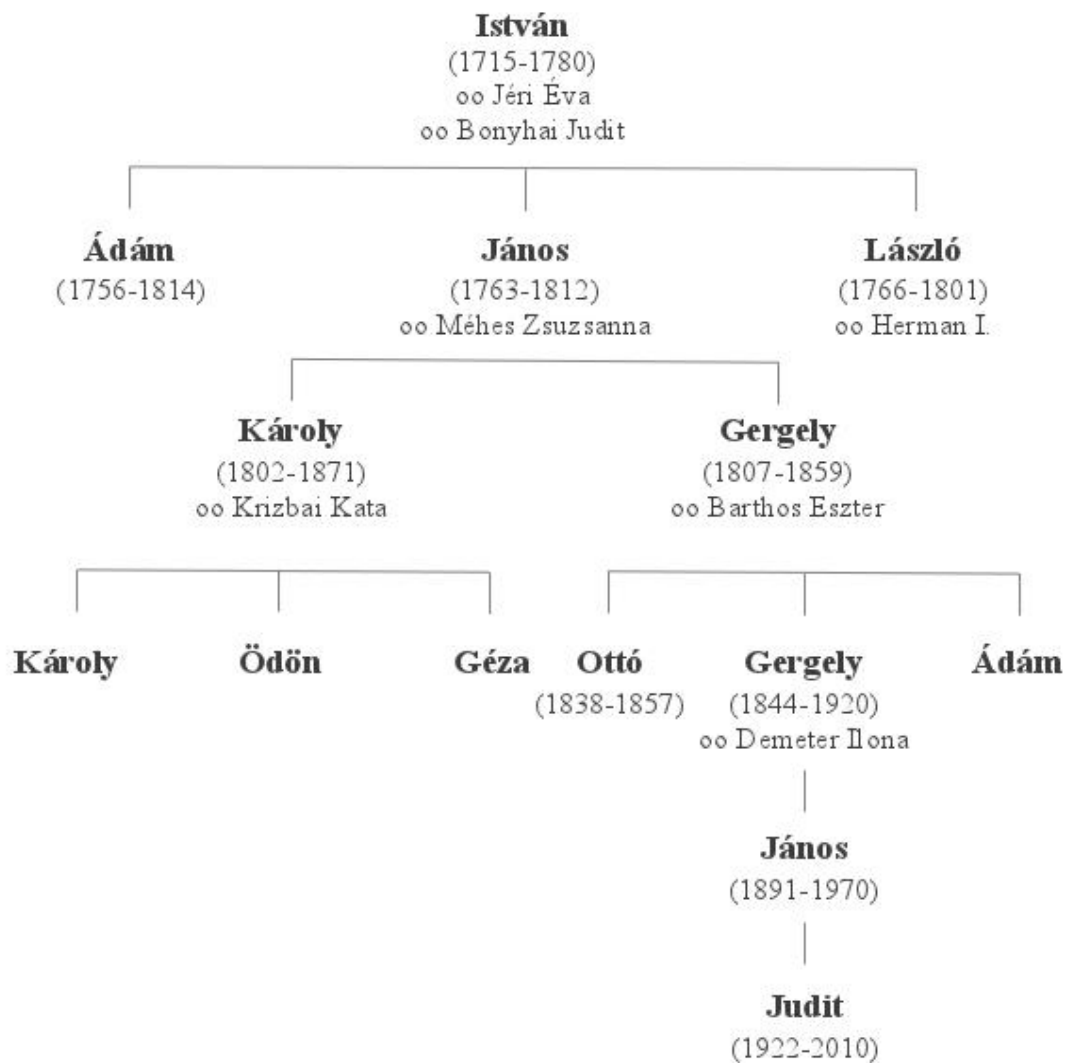 István
(1715-1780)
oo Jéri Éva
oo Bonyhai Judit
Ádám
(1756-1814)
János
(1763-1812)
oo Méhes Zsuzsanna
László
(1766-1801)
oo Herman I.
Károly
(1802-1871)
oo Krizbai Kata
Gergely
(1807-1859)
oo Barthos Eszter
Károly
Ödön
Géza
Ottó
(1838-1857)
Gergely
(1844-1920)
oo Demeter Ilona
Ádám
János
(1891-1970)
Judit
(1922-2010)